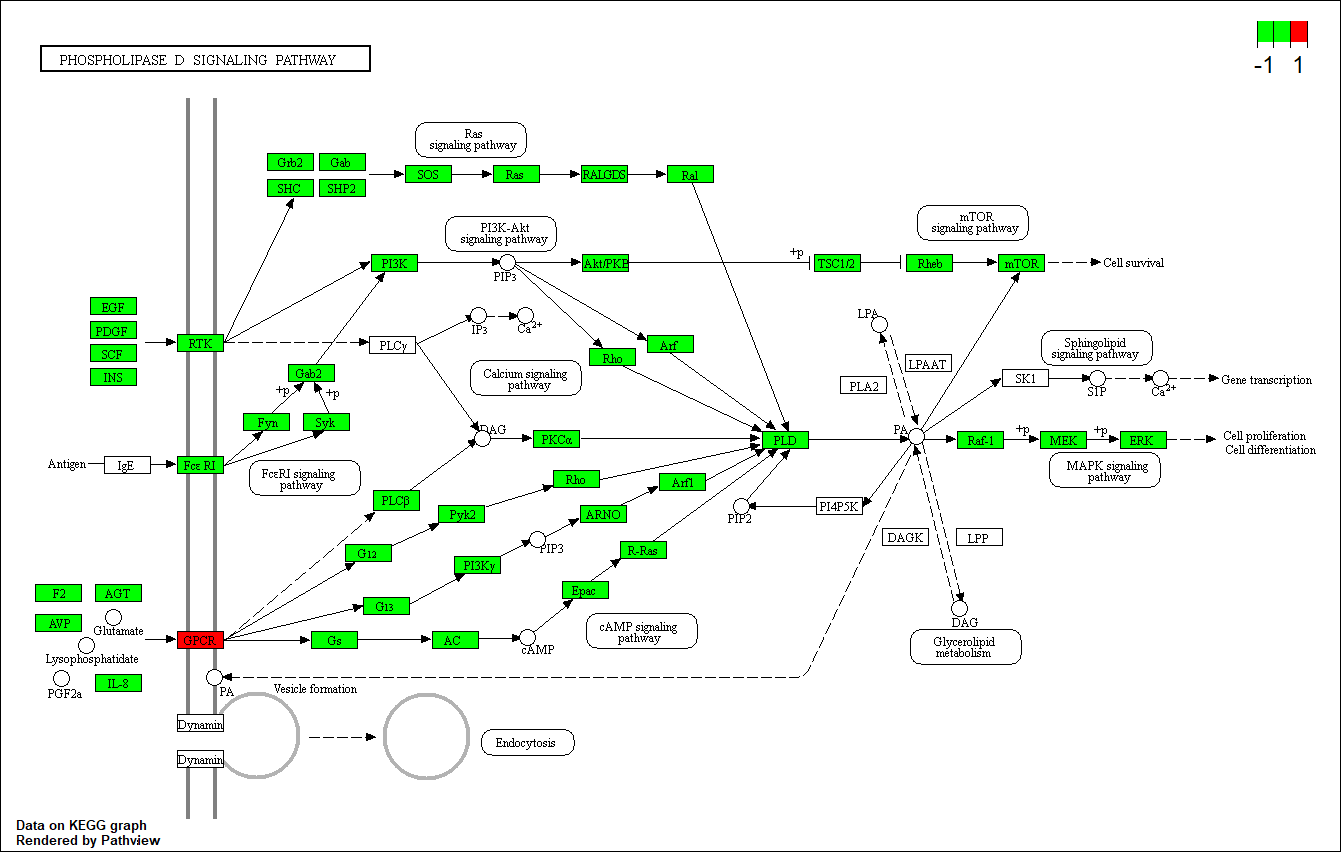 PHOSPHOLIPASE D SIGNALING PATHWAY
-1 1
Ras
signaling pathway
Grb2 Gab
SHC SHP2
SOS Ras RALGDS Ral
PI3K-Akt
signaling pathway
mTOR
signaling pathway
PI3K
PIP3
Akt/PKB
+p
TSC1/2
Rheb
mTOR
Cell survival
EGF
PDGF
SCF
INS
RTK
PLCγ
IP3
Ca2+
Rho
Arf
LPA
LPAAT
PLA2
Sphingolipid
signaling pathway
Gab2
+p
+p
Calcium signaling
pathway
SK1
S1P
Ca2+
Gene transcription
Fyn
Syk
DAG
PKCα
PLD
PA
Raf-1
+p
MEK
+p
ERK
Cell proliferation
Cell differentiation
Antigen
IgE
Fcε RI
FcεRI signaling
pathway
MAPK signaling
pathway
PLCβ
Rho
Arf1
Pyk2
ARNO
PIP2
PI4P5K
G12
PIP3
R-Ras
DAGK
LPP
PI3Kγ
F2
AGT
Epac
G13
AVP
Glutamate
GPCR
Gs
AC
cAMP
cAMP signaling
pathway
DAG
Glycerolipid
metabolism
Lysophosphatidate
PGF2a
IL-8
PA
Vesicle formation
Dynamin
Endocytosis
Dynamin
Data on KEGG graph
Rendered by Pathview